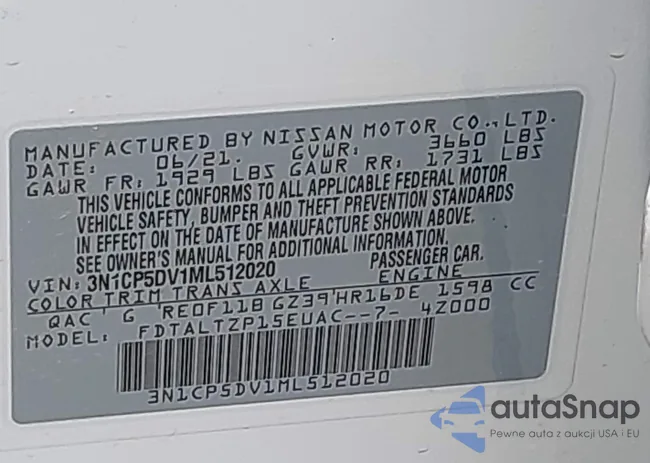 MANUFACTURED BY NISSAN MOTOR CO.,LTD.
DATE: 06/21. GVWR: 3660 LBS
GAWR FR: 1929 LBS GAWR RR: 1731 LBS
THIS VEHICLE CONFORMS TO ALL APPLICABLE FEDERAL MOTOR
VEHICLE SAFETY, BUMPER AND THEFT PREVENTION STANDARDS
IN EFFECT ON THE DATE OF MANUFACTURE SHOWN ABOVE.
SEE OWNER'S MANUAL FOR ADDITIONAL INFORMATION.
VIN: 3N1CP5DV1ML512020 PASSENGER CAR.
COLOR TRIM TRANS AXLE ENGINE
QAC G RE0F11B GZ39 HR16DE 1598 CC
MODEL: FDTALTZP15EUAC--7- 4Z000
3N1CP5DV1ML512020
autaSnap
Pewne auta z aukcji USA i EU